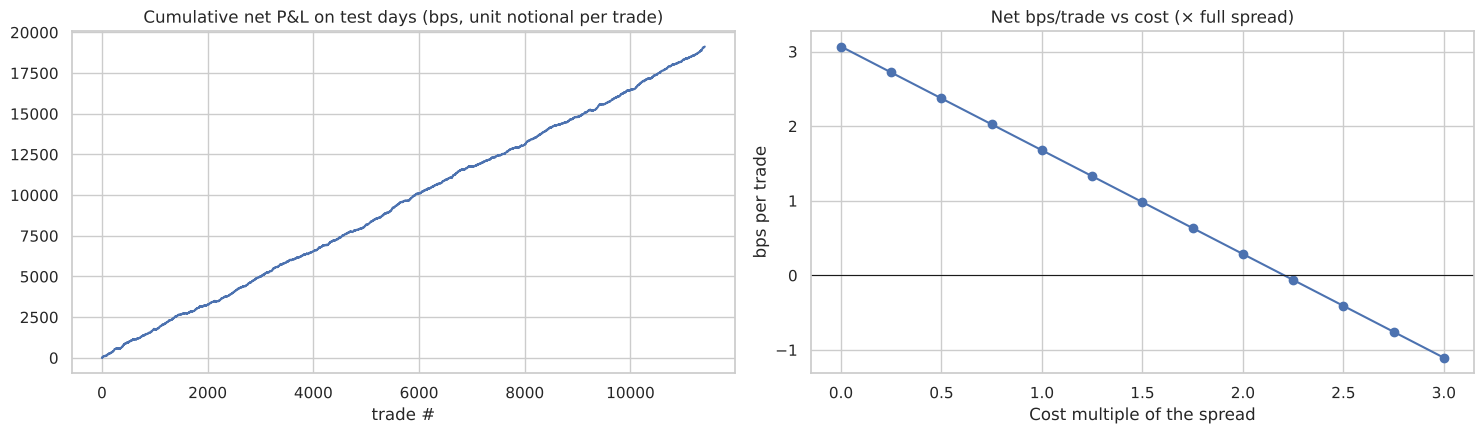 Cumulative net P&L on test days (bps, unit notional per trade)
20000
17500
15000
12500
10000
7500
5000
2500
0
0 2000 4000 6000 8000 10000
trade #
Net bps/trade vs cost (× full spread)
bps per trade
3
2
1
0
−1
0.0 0.5 1.0 1.5 2.0 2.5 3.0
Cost multiple of the spread